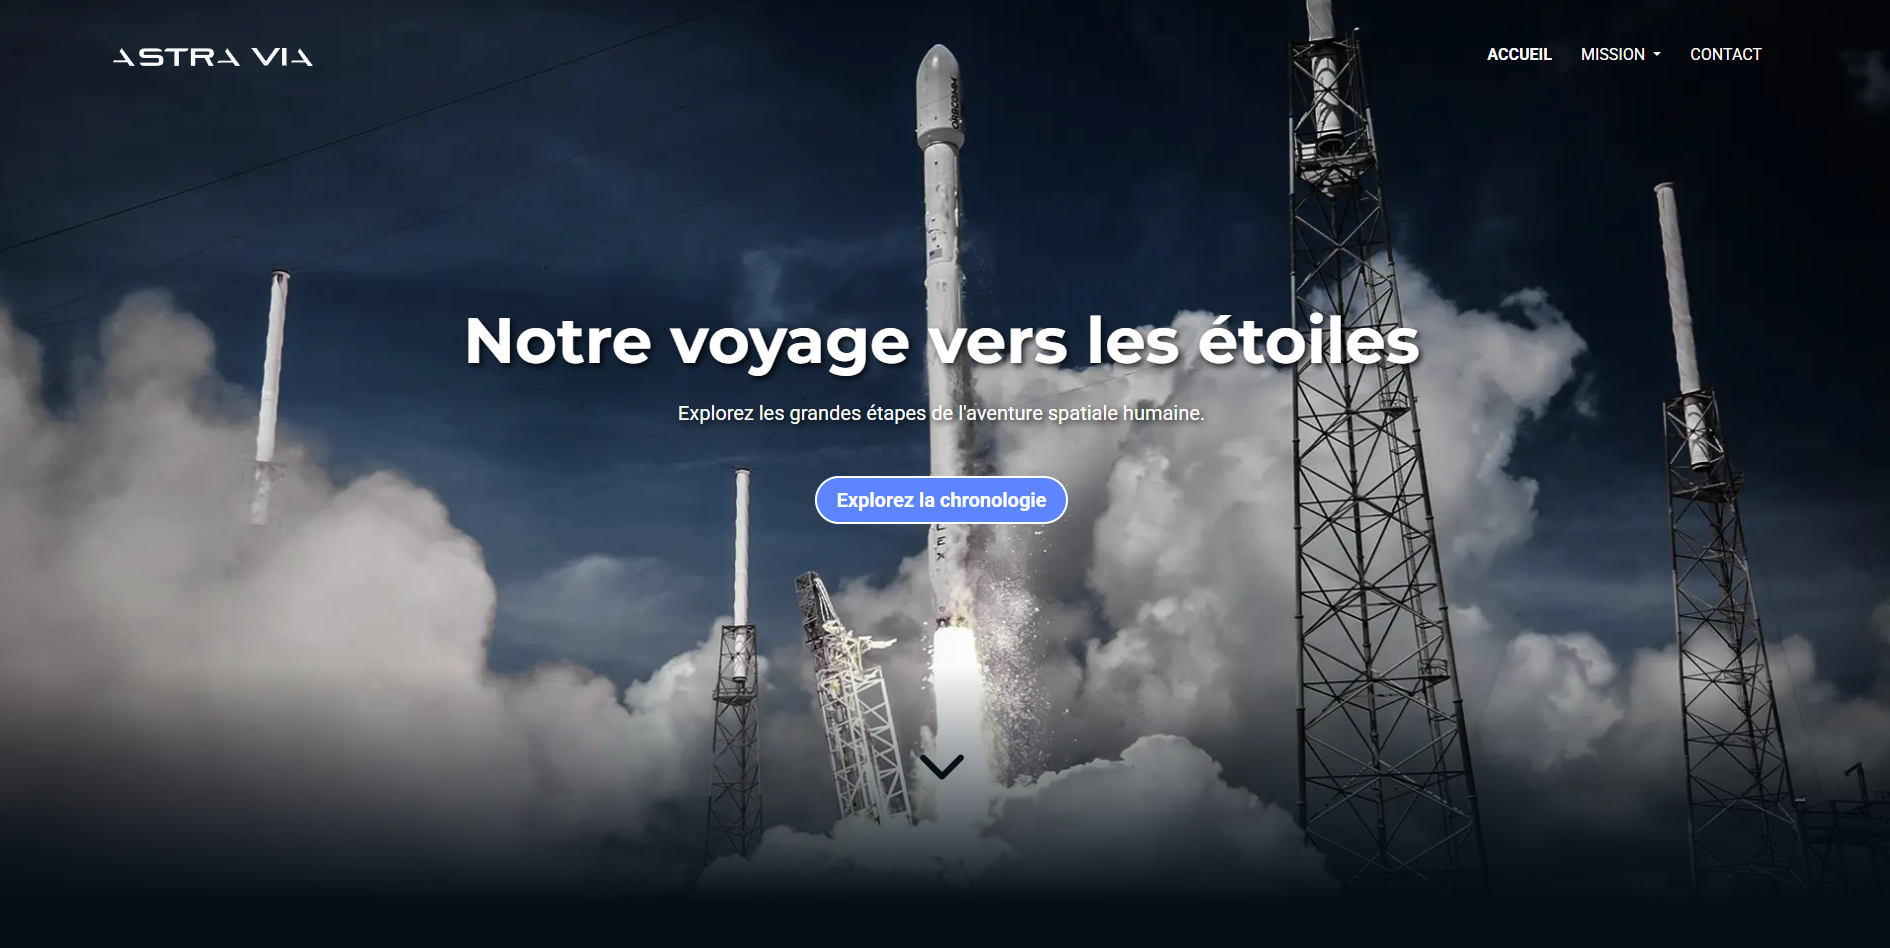 ASTRA VIA
ACCUEIL MISSION CONTACT
ORBCOMM
Notre voyage vers les étoiles
Explorez les grandes étapes de l'aventure spatiale humaine.
Explorez la chronologie